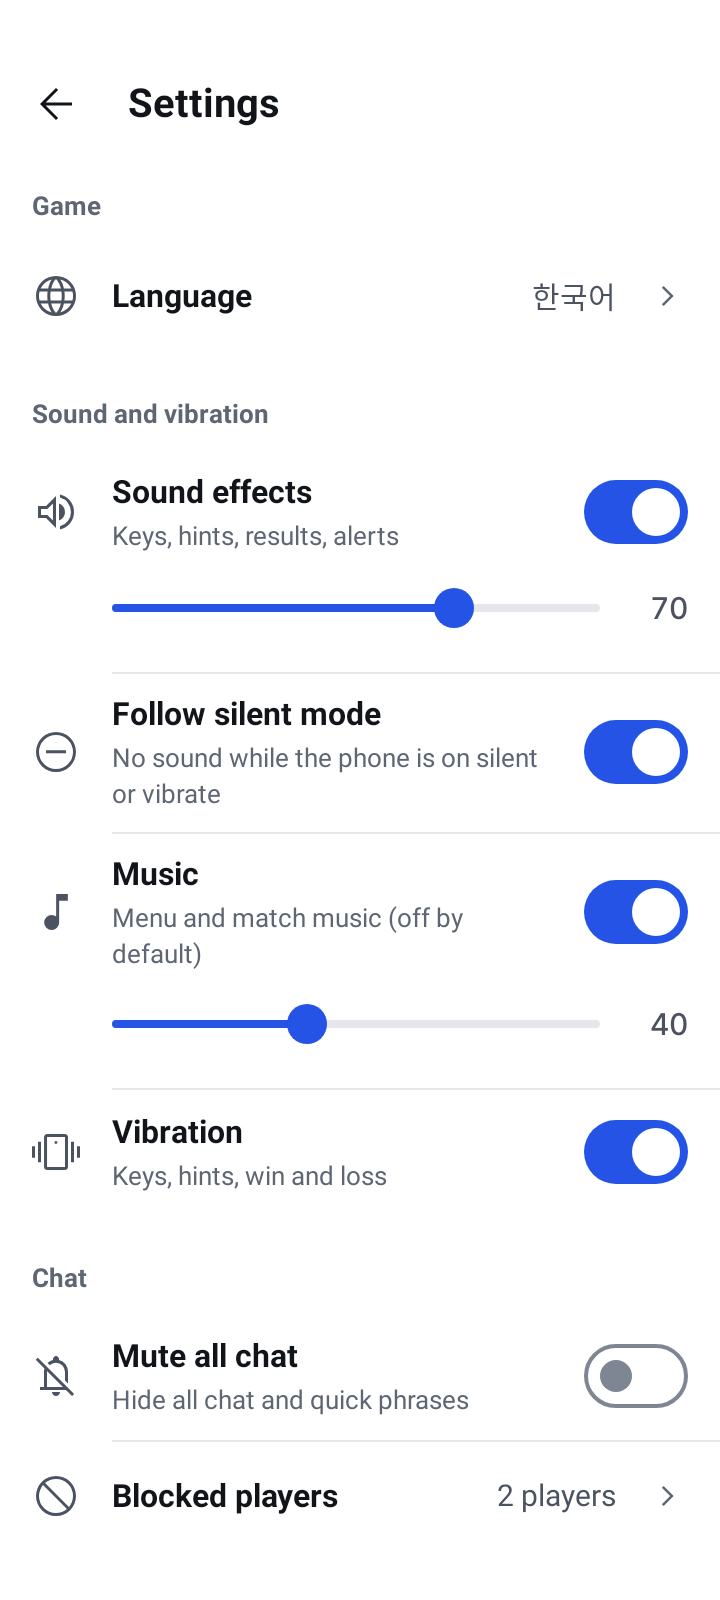 Settings
Game
Language 한국어
Sound and vibration
Sound effects
Keys, hints, results, alerts
70
Follow silent mode
No sound while the phone is on silent
or vibrate
Music
Menu and match music (off by
default)
40
Vibration
Keys, hints, win and loss
Chat
Mute all chat
Hide all chat and quick phrases
Blocked players 2 players